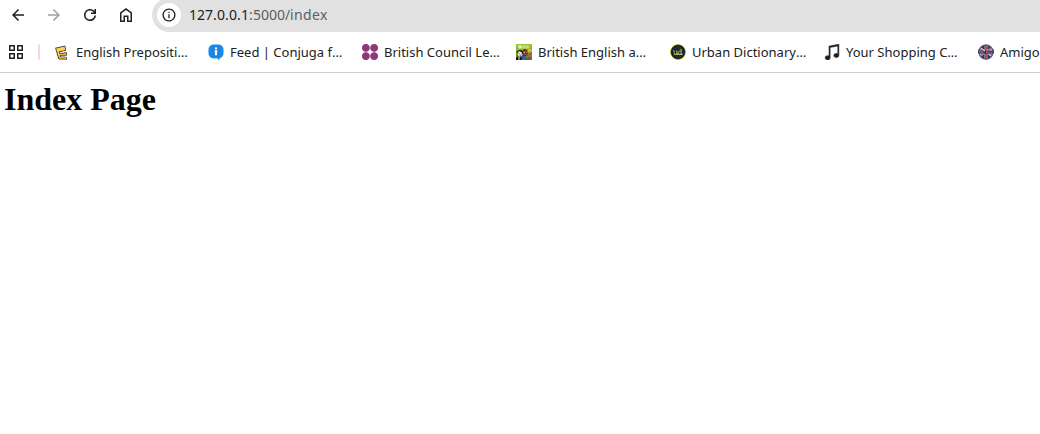 127.0.0.1:5000/index
English Prepositi... Feed | Conjuga f... British Council Le... British English a... Urban Dictionary... Your Shopping C... Amigo
Index Page